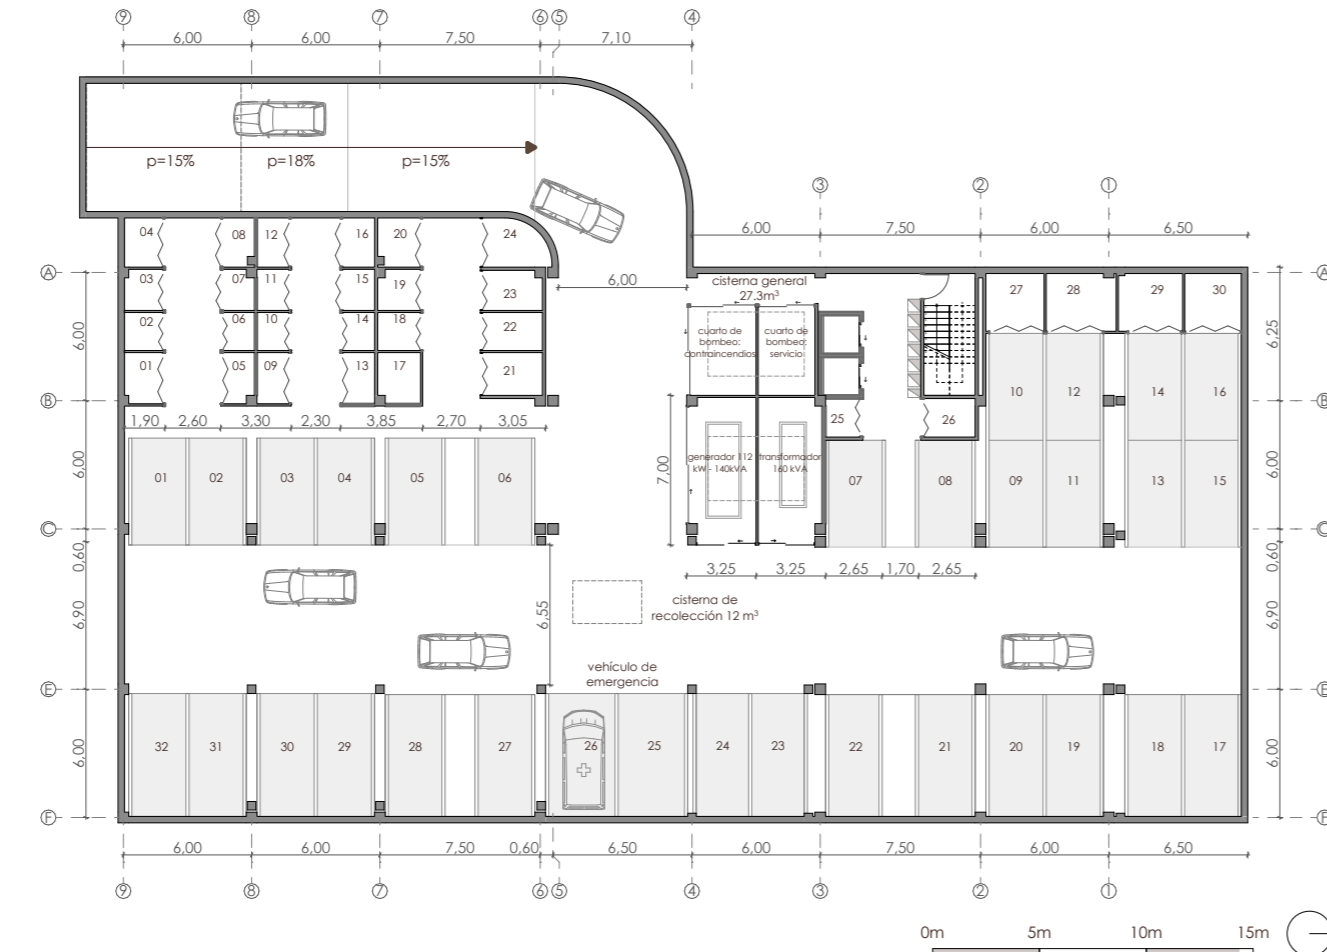 9 8 7 6 5 4
6,00 6,00 7,50 7,10
p=15% p=18% p=15%
3 2 1
6,00 7,50 6,00 6,50
04 08 12 16 20 24
A A
03 07 11 15 19 23
6,00
cisterna general
27.3m³
27 28 29 30
02 06 10 14 18 22
6,00 6,25
cuarto de
bombeo:
contraincendios
cuarto de
bombeo:
servicio
01 05 09 13 17 21
10 12 14 16
B B
1,90 2,60 3,30 2,30 3,85 2,70 3,05
25 26
6,00 7,00 6,00
01 02 03 04 05 06
generador 112
kW - 140kVA
transformador
160 kVA
07 08 09 11 13 15
C C
0,60 0,60
3,25 3,25 2,65 1,70 2,65
6,90 6,55 6,90
cisterna de
recolección 12 m³
vehículo de
emergencia
E E
6,00 6,00
32 31 30 29 28 27 26 25 24 23 22 21 20 19 18 17
F F
6,00 6,00 7,50 0,60 6,50 6,00 7,50 6,00 6,50
9 8 7 6 5 4 3 2 1
0m 5m 10m 15m